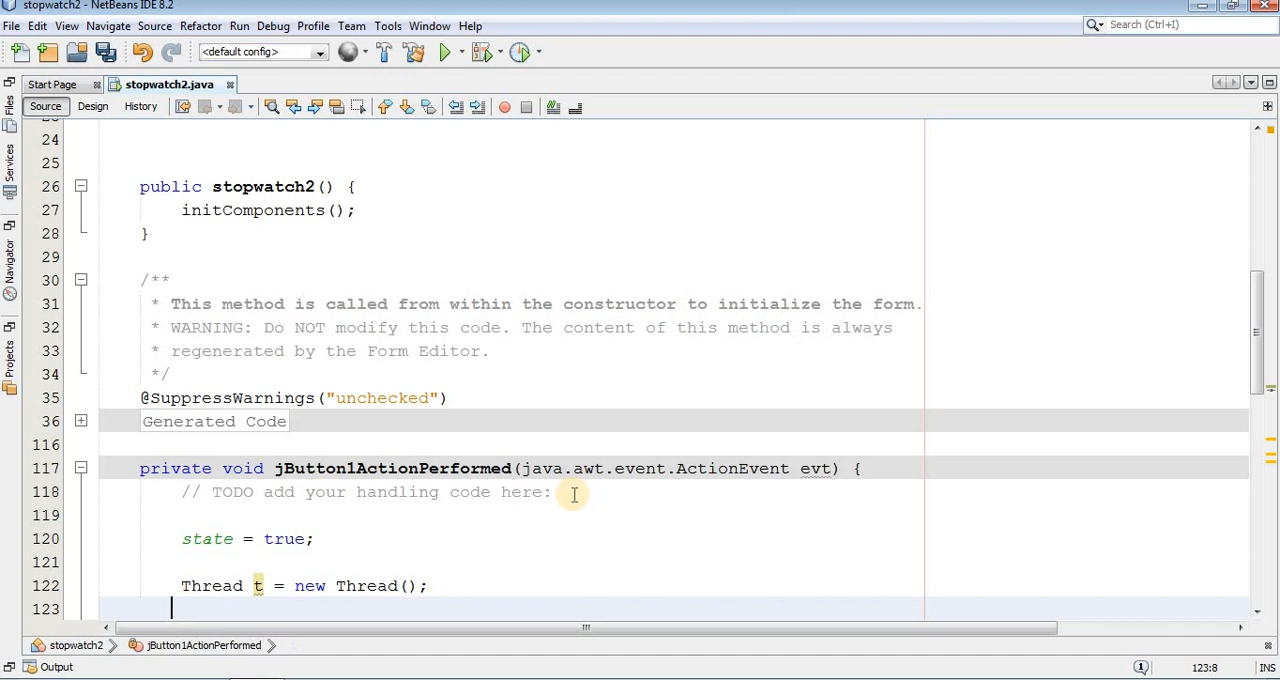 stopwatch2 - NetBeans IDE 8.2
File Edit View Navigate Source Refactor Run Debug Profile Team Tools Window Help
Search (Ctrl+I)
<default config>
Start Page stopwatch2.java
Source Design History
Files
Services
Navigator
Projects
24
25
26 public stopwatch2() {
27 initComponents();
28 }
29
30 /**
31 * This method is called from within the constructor to initialize the form.
32 * WARNING: Do NOT modify this code. The content of this method is always
33 * regenerated by the Form Editor.
34 */
35 @SuppressWarnings("unchecked")
36 Generated Code
116
117 private void jButton1ActionPerformed(java.awt.event.ActionEvent evt) {
118 // TODO add your handling code here:
119
120 state = true;
121
122 Thread t = new Thread();
123
stopwatch2 jButton1ActionPerformed
Output
1
123:8 INS